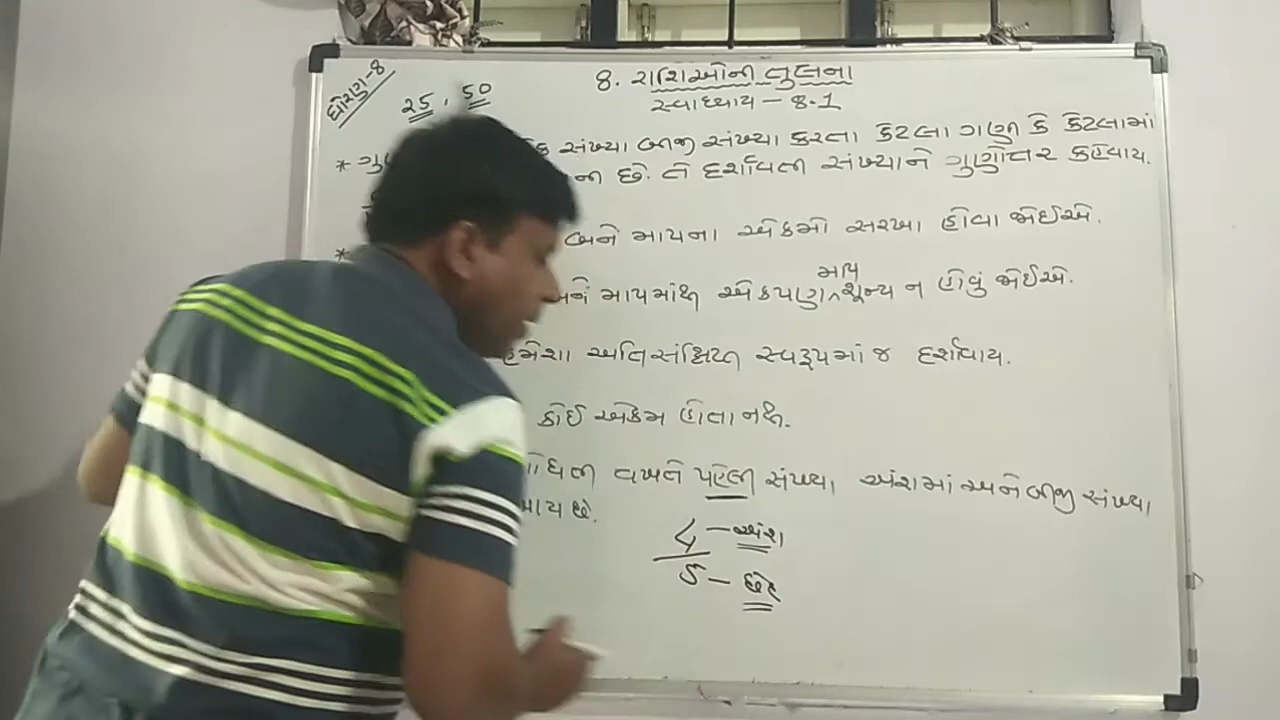 ધોરણ-8
8. રાશિઓની તુલના
25, 50
સ્વાધ્યાય - 8.1
* ગુ સંખ્યા બીજી સંખ્યા કરતા કેટલા ગણી કે કેટલામાં
ની છે. તે દર્શાવતી સંખ્યાને ગુણોત્તર કહેવાય.
* બંને માપના એકમો સરખા હોવા જોઈએ.
માપ
બંને માપમાંથી એકપણ શૂન્ય ન હોવું જોઈએ.
હંમેશા અતિસંક્ષિપ્ત સ્વરૂપમાં જ દર્શાવાય.
કોઈ એકમ હોતા નથી.
શોધતી વખતે પહેલી સંખ્યા અંશમાં અને બીજી સંખ્યા
છે.
- અંશ
5 - છેદ